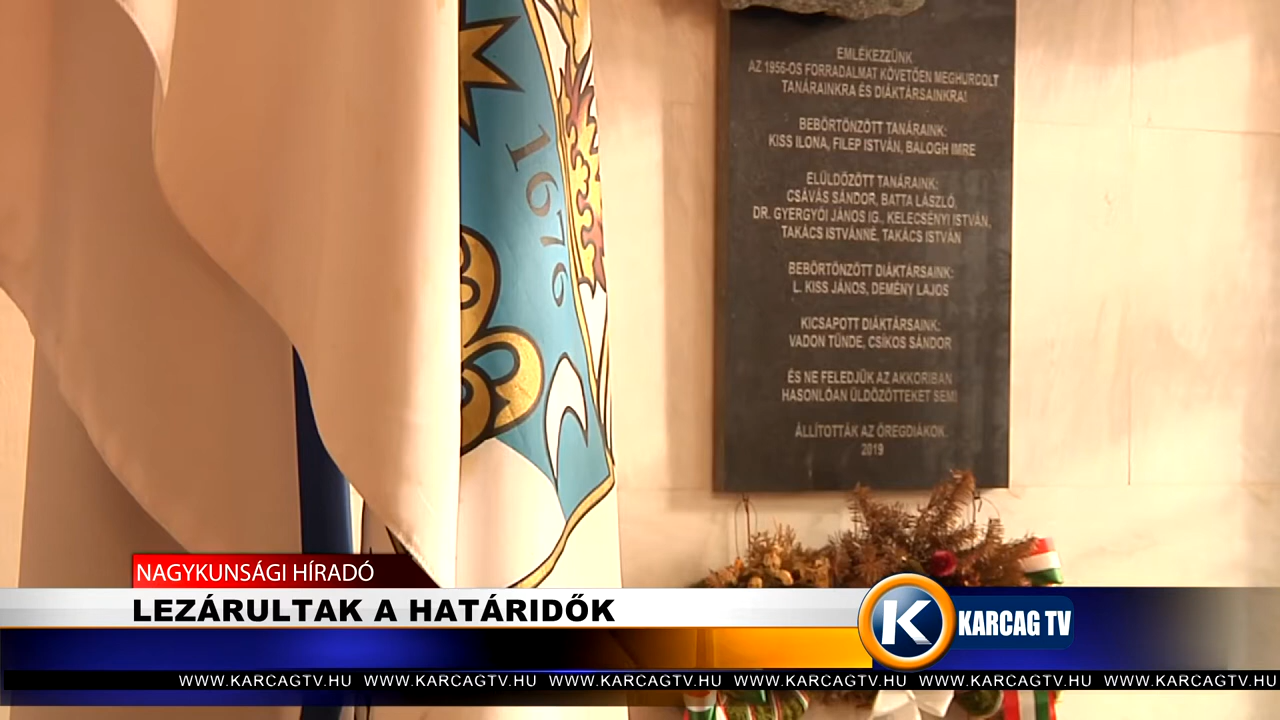 1676
EMLÉKEZZÜNK
AZ 1956-OS FORRADALMAT KÖVETŐEN MEGHURCOLT
TANÁRAINKRA ÉS DIÁKTÁRSAINKRA!
BEBÖRTÖNZÖTT TANÁRAINK:
KISS ILONA, FILEP ISTVÁN, BALOGH IMRE
ELÜLDÖZÖTT TANÁRAINK:
CSÁVÁS SÁNDOR, BATTA LÁSZLÓ,
DR. GYERGYÓI JÁNOS IG., KELECSÉNYI ISTVÁN,
TAKÁCS ISTVÁNNÉ, TAKÁCS ISTVÁN
BEBÖRTÖNZÖTT DIÁKTÁRSAINK:
L. KISS JÁNOS, DEMÉNY LAJOS
KICSAPOTT DIÁKTÁRSAINK:
VADON TÜNDE, CSÍKOS SÁNDOR
ÉS NE FELEDJÜK AZ AKKORIBAN
HASONLÓAN ÜLDÖZÖTTEKET SEM!
ÁLLÍTOTTÁK AZ ÖREGDIÁKOK
2019
NAGYKUNSÁGI HÍRADÓ
LEZÁRULTAK A HATÁRIDŐK
K KARCAG TV
WWW.KARCAGTV.HU WWW.KARCAGTV.HU WWW.KARCAGTV.HU WWW.KARCAGTV.HU WWW.KARCAGTV.HU WWW.KARCAGTV.HU